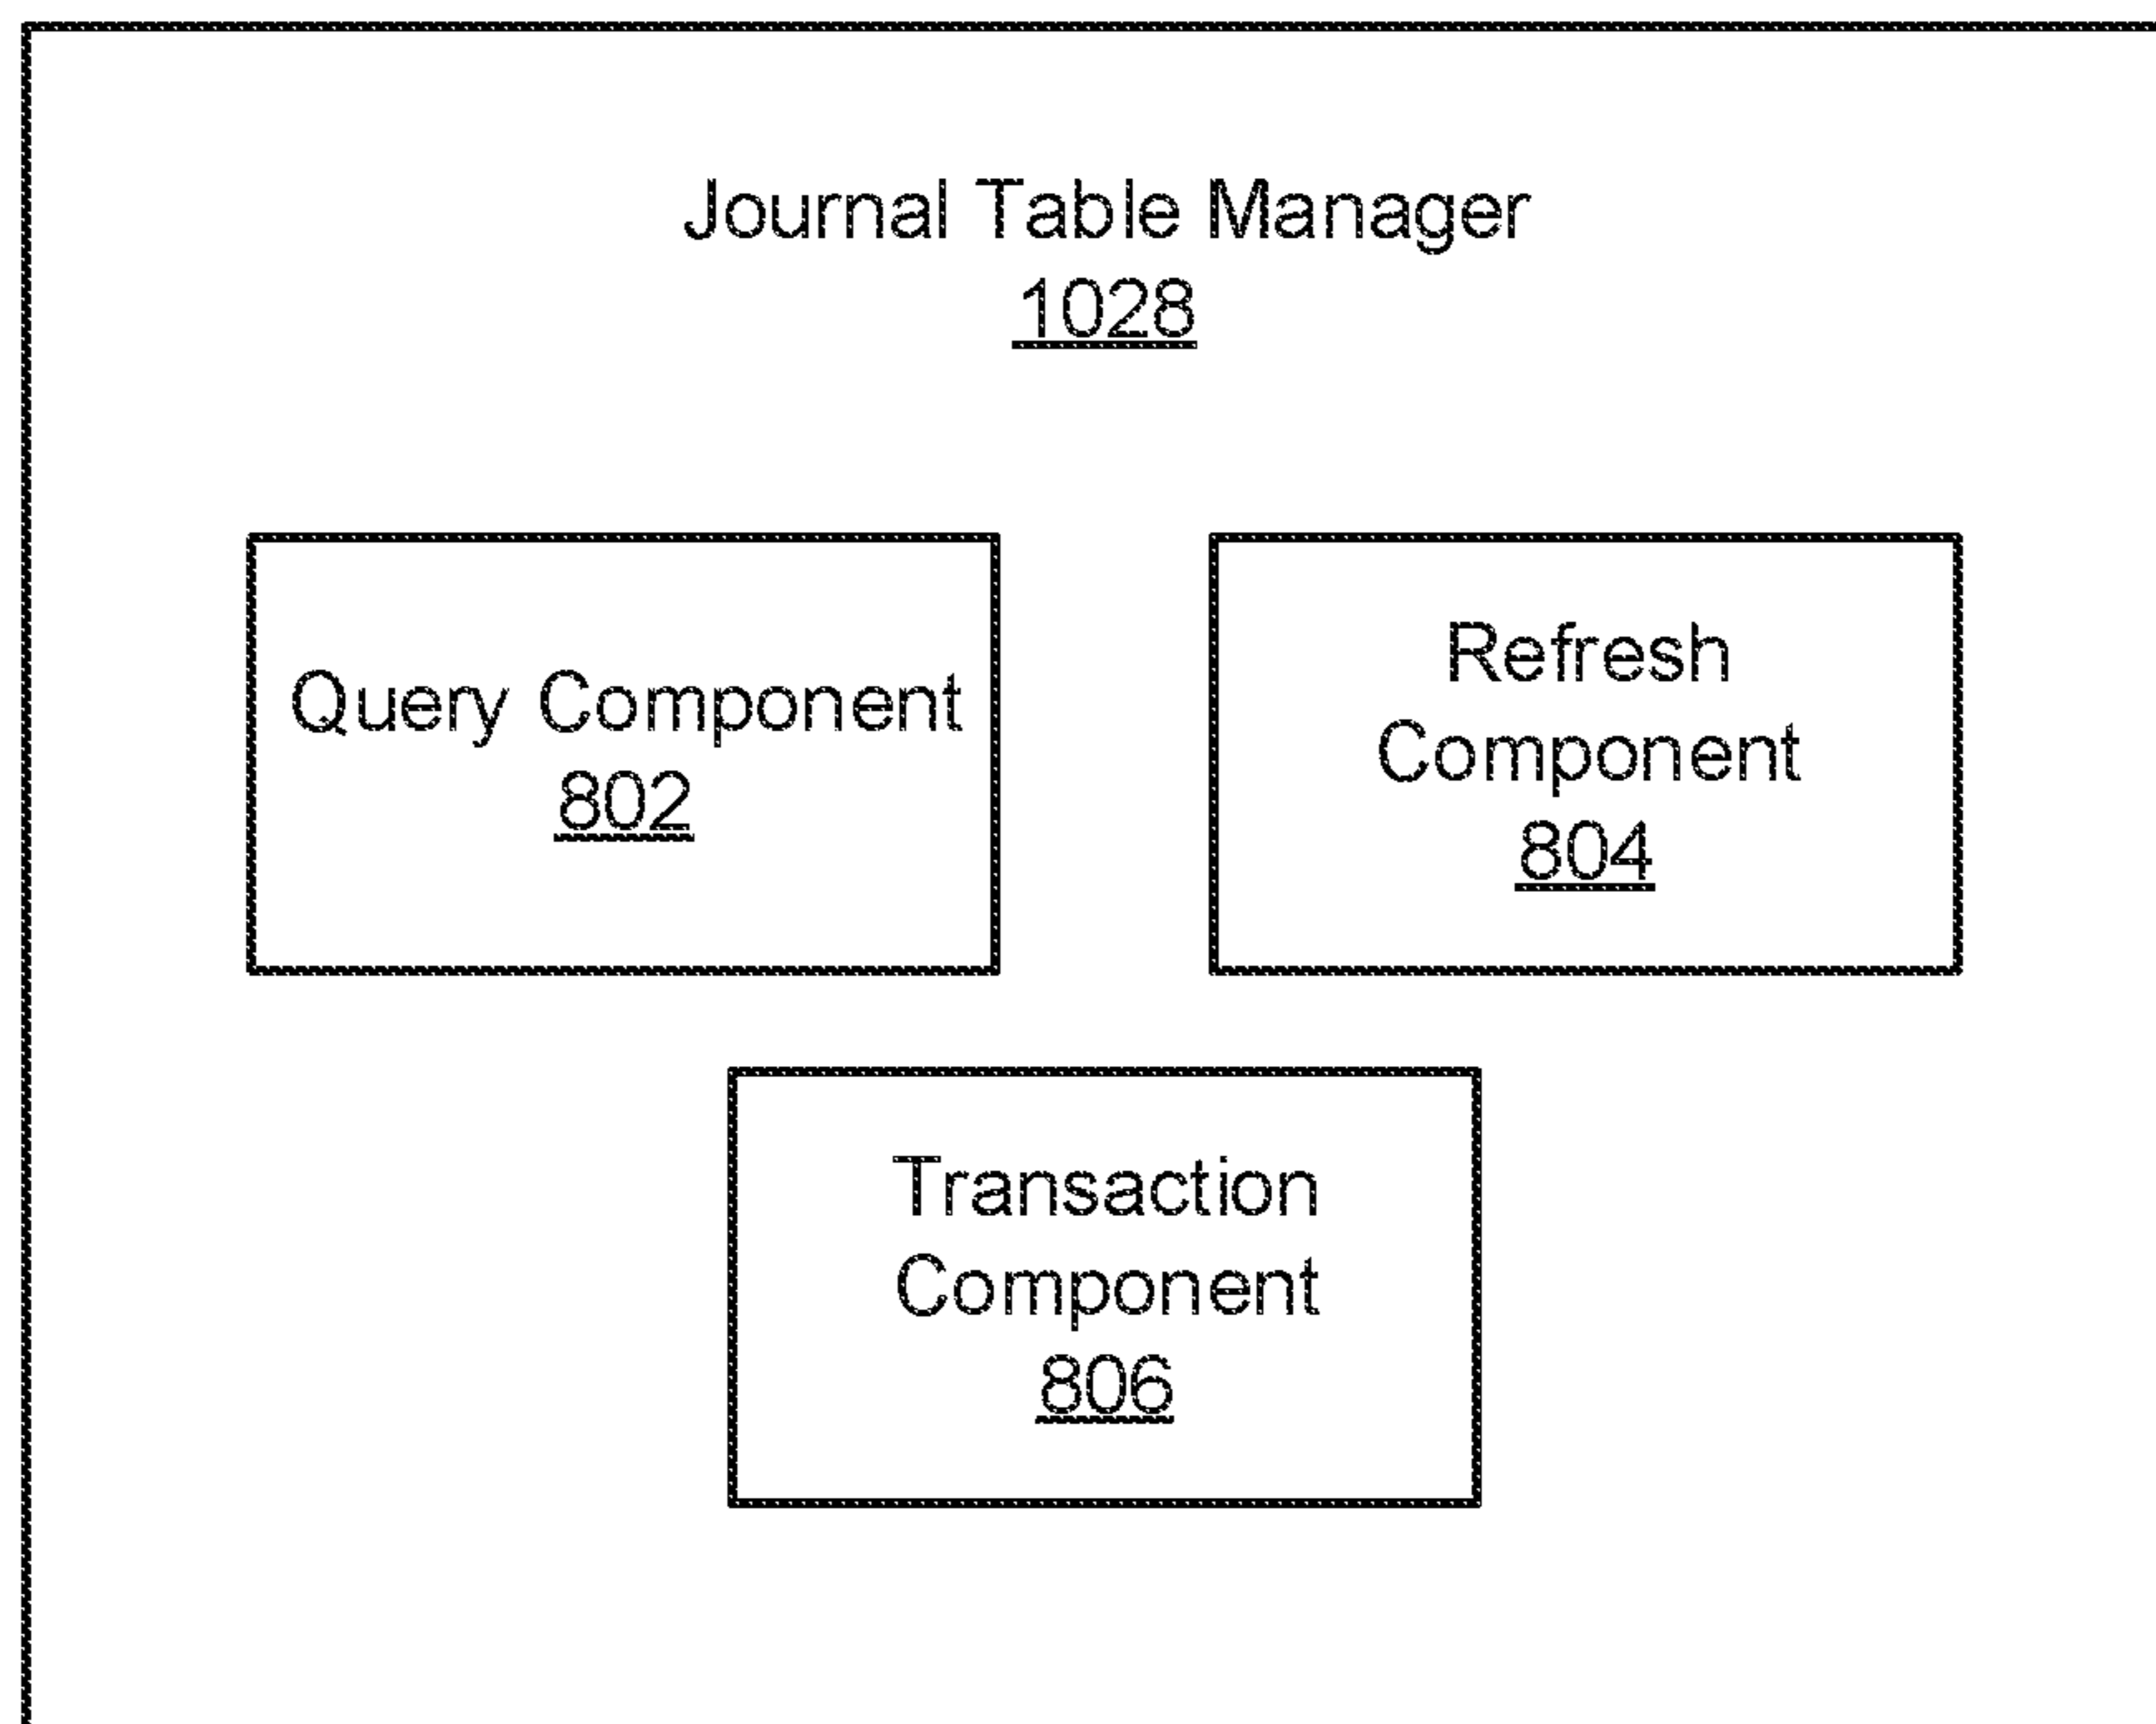 Journal Table Manager
1028
Query Component
802
Refresh
Component
804
Transaction
Component
806